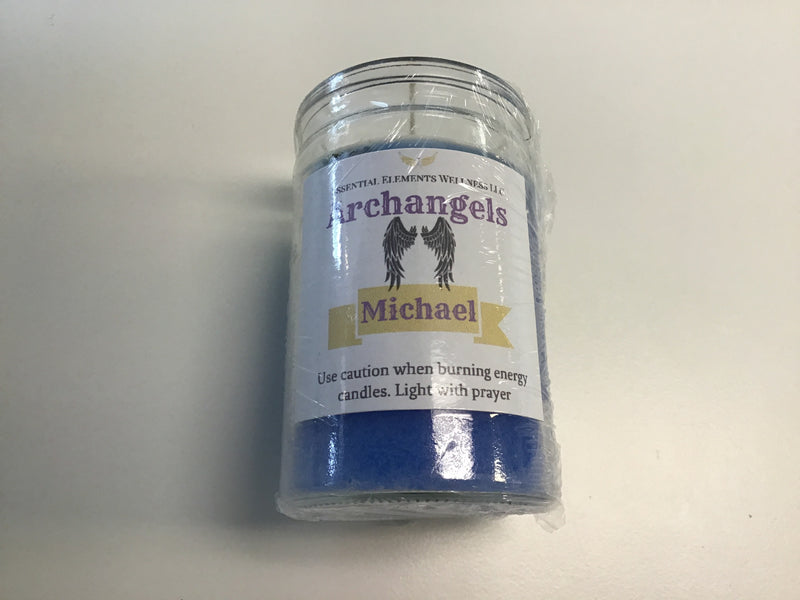 ESSENTIAL ELEMENTS WELLNESS LLC
Archangels
Michael
Use caution when burning energy
candles. Light with prayer